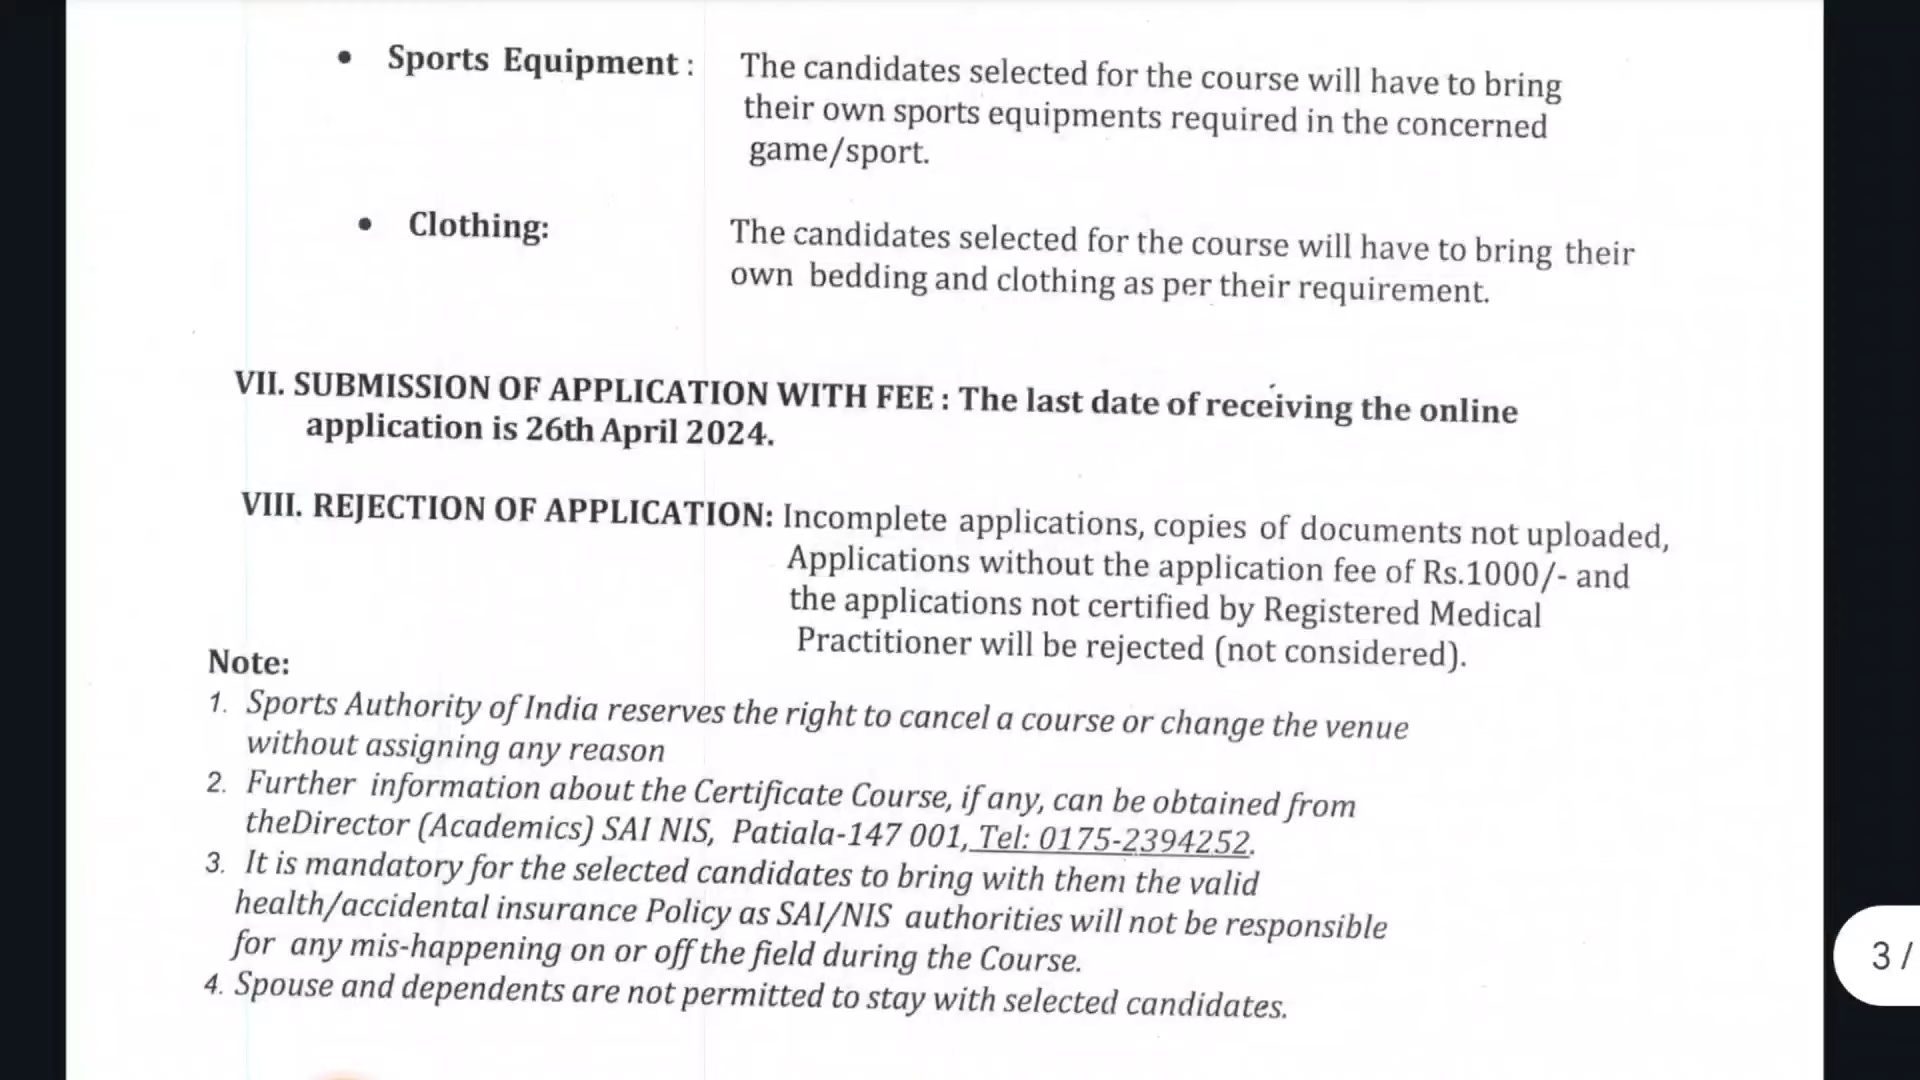 • Sports Equipment : The candidates selected for the course will have to bring
their own sports equipments required in the concerned
game/sport.
• Clothing: The candidates selected for the course will have to bring their
own bedding and clothing as per their requirement.
VII. SUBMISSION OF APPLICATION WITH FEE : The last date of receiving the online
application is 26th April 2024.
VIII. REJECTION OF APPLICATION: Incomplete applications, copies of documents not uploaded,
Applications without the application fee of Rs.1000/- and
the applications not certified by Registered Medical
Practitioner will be rejected (not considered).
Note:
1. Sports Authority of India reserves the right to cancel a course or change the venue
without assigning any reason
2. Further information about the Certificate Course, if any, can be obtained from
theDirector (Academics) SAI NIS, Patiala-147 001, Tel: 0175-2394252.
3. It is mandatory for the selected candidates to bring with them the valid
health/accidental insurance Policy as SAI/NIS authorities will not be responsible
for any mis-happening on or off the field during the Course.
4. Spouse and dependents are not permitted to stay with selected candidates.
3 /